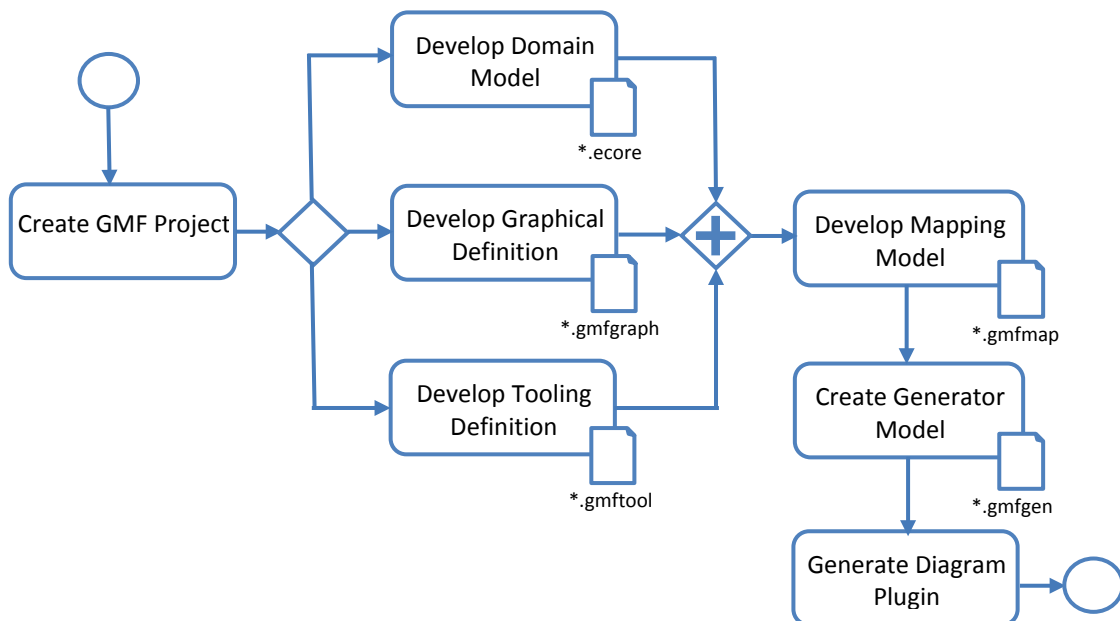 Create GMF Project
Develop Domain
Model
*.ecore
Develop Graphical
Definition
*.gmfgraph
Develop Tooling
Definition
*.gmftool
Develop Mapping
Model
*.gmfmap
Create Generator
Model
*.gmfgen
Generate Diagram
Plugin